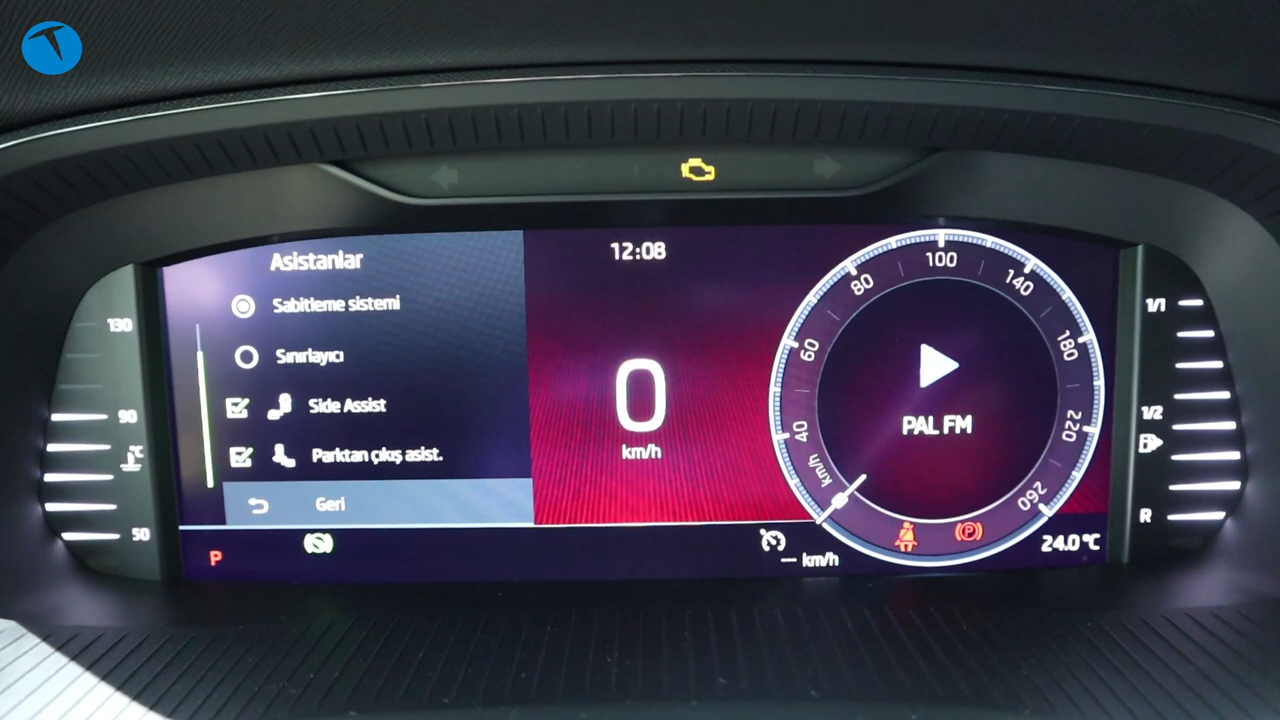 Asistanlar
Sabitleme sistemi
Sınırlayıcı
Side Assist
Parktan çıkış asist.
Geri
12:08
0
km/h
PAL FM
40
60
80
100
140
180
220
260
km/h
130
90
°C
50
1/1
1/2
R
P
--- km/h
24.0 °C